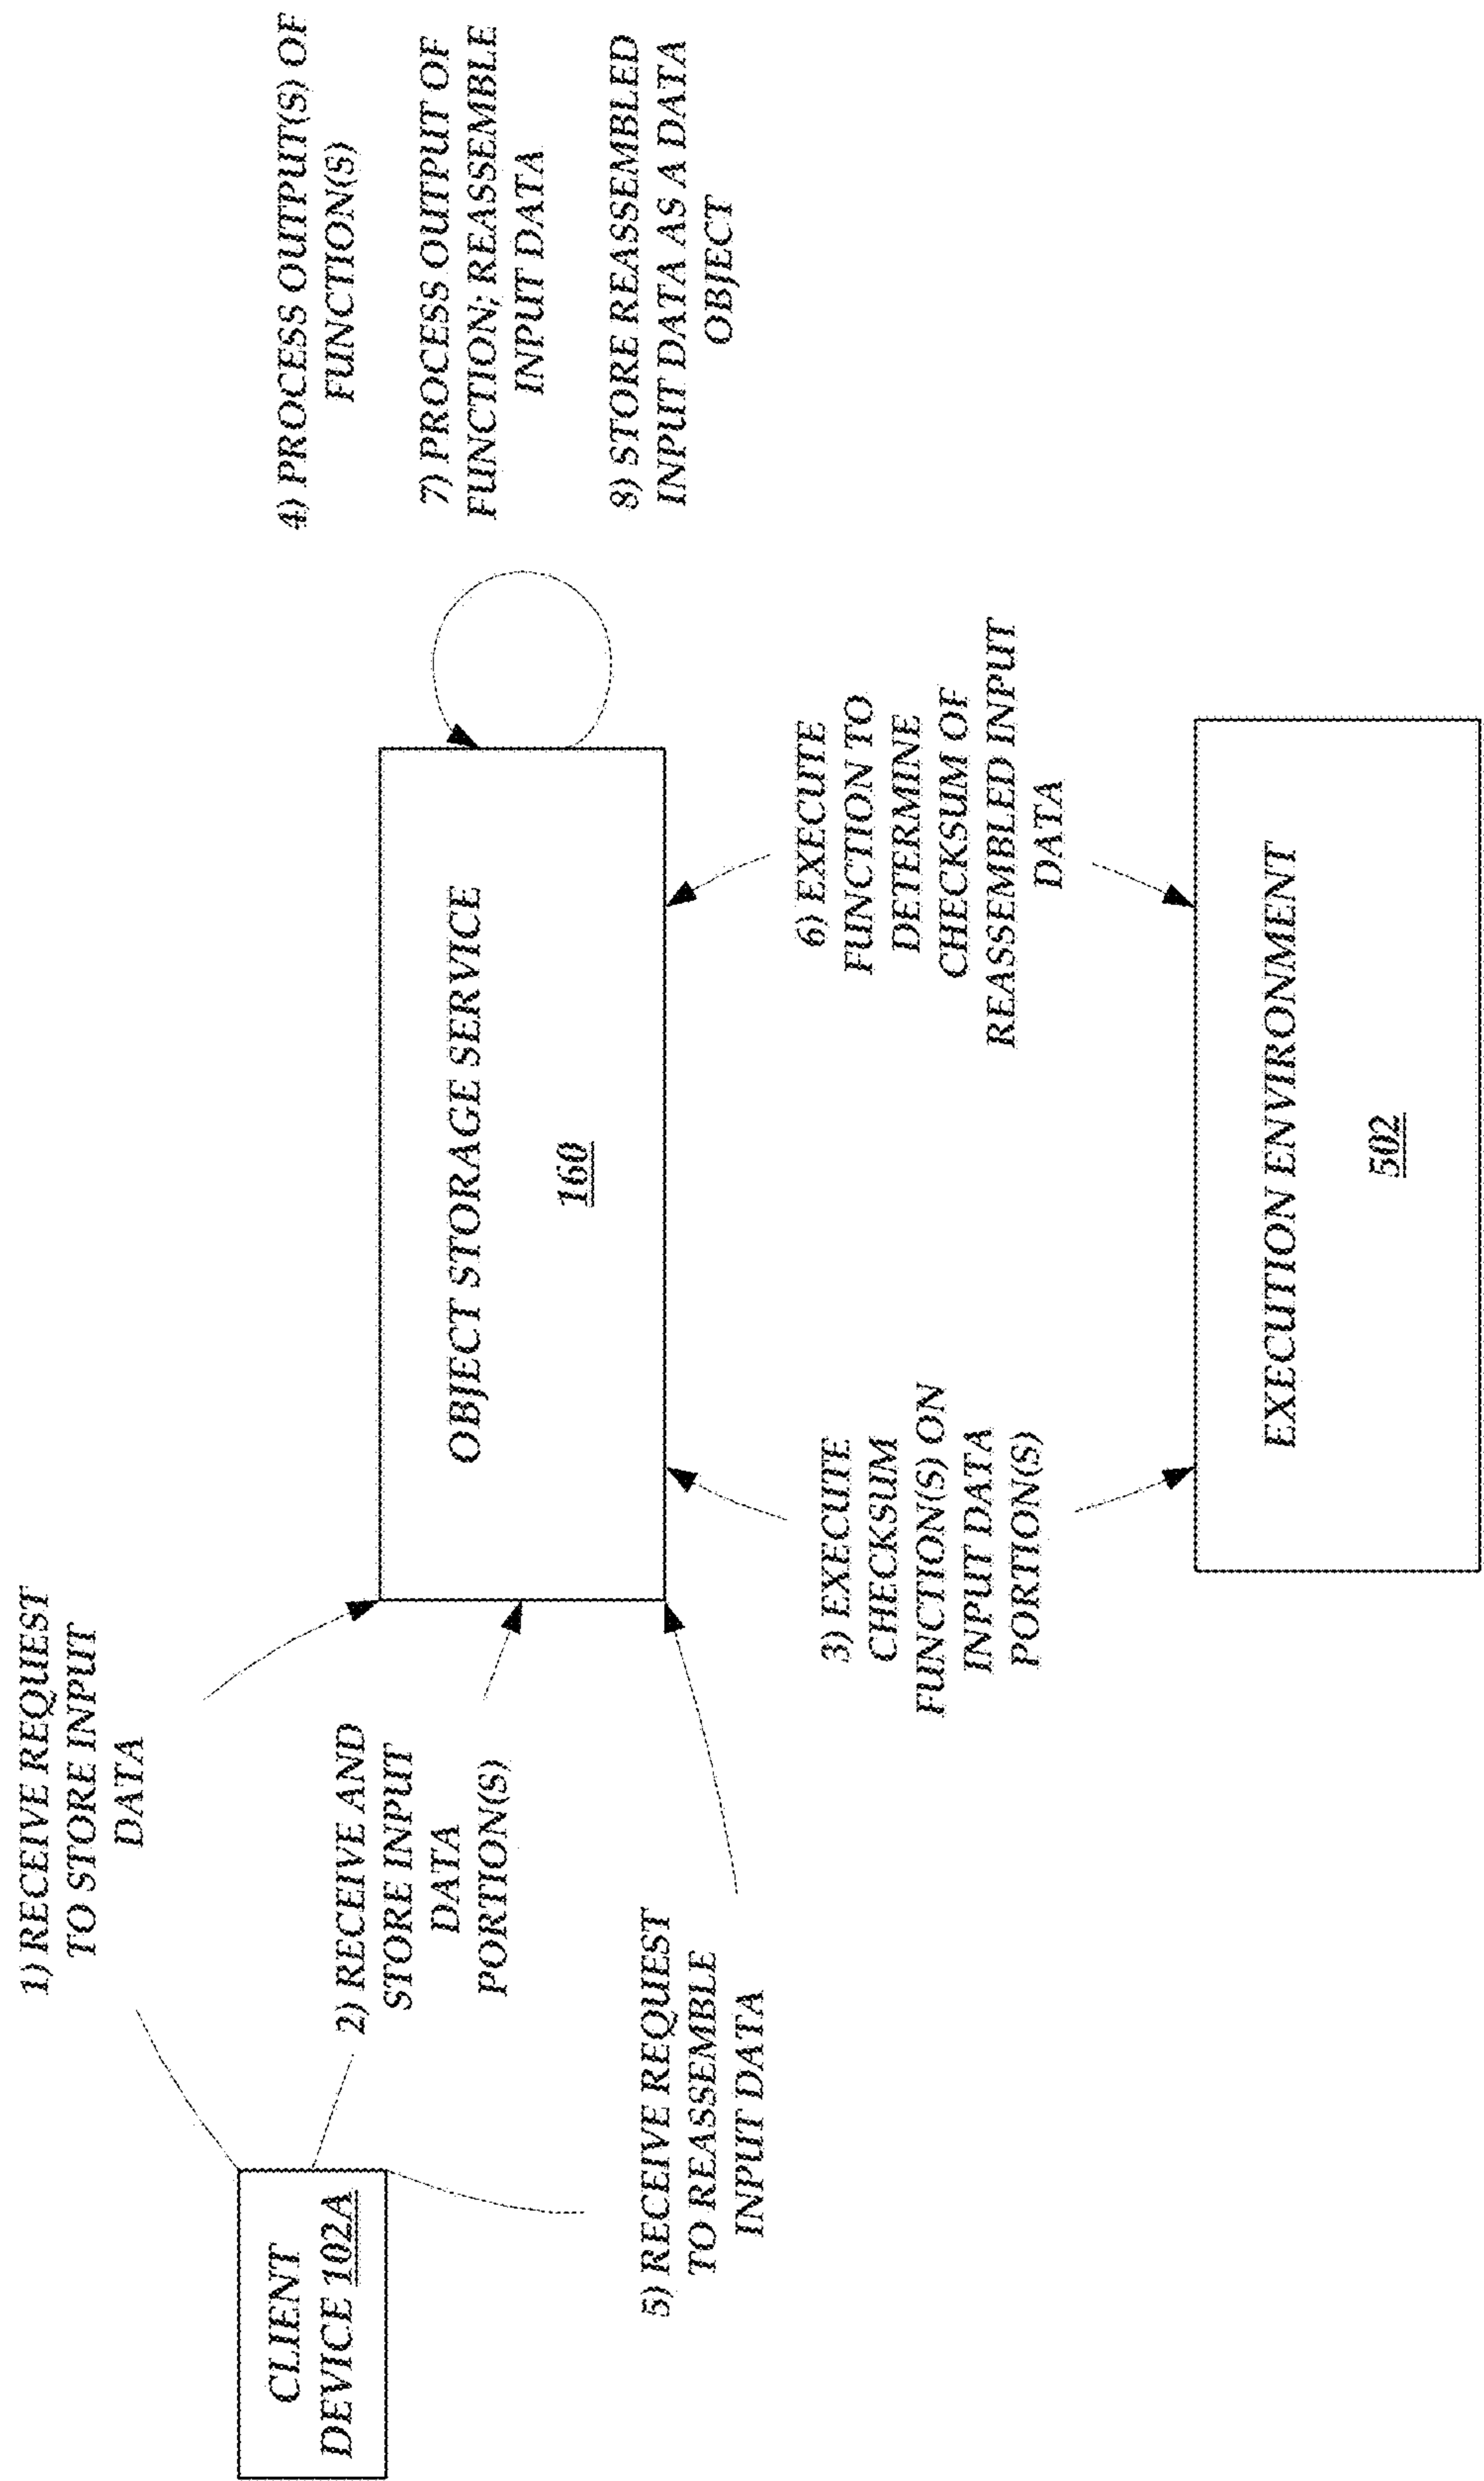 1) RECEIVE REQUEST
TO STORE INPUT
DATA
CLIENT
DEVICE 102A
2) RECEIVE AND
STORE INPUT
DATA
PORTION(S)
5) RECEIVE REQUEST
TO REASSEMBLE
INPUT DATA
OBJECT STORAGE SERVICE
160
4) PROCESS OUTPUT(S) OF
FUNCTION(S)
7) PROCESS OUTPUT OF
FUNCTION; REASSEMBLE
INPUT DATA
8) STORE REASSEMBLED
INPUT DATA AS A DATA
OBJECT
3) EXECUTE
CHECKSUM
FUNCTION(S) ON
INPUT DATA
PORTION(S)
6) EXECUTE
FUNCTION TO
DETERMINE
CHECKSUM OF
REASSEMBLED INPUT
DATA
EXECUTION ENVIRONMENT
502